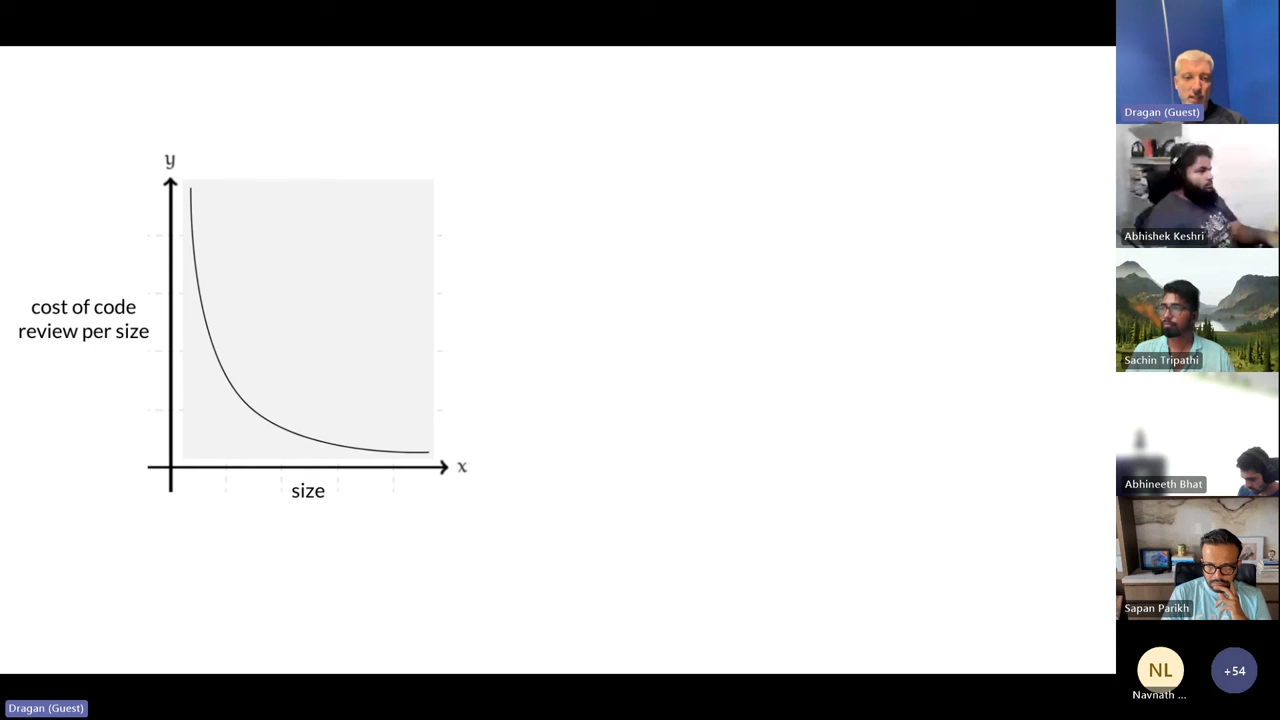 y
cost of code
review per size
x
size
Dragan (Guest)
Abhishek Keshri
Sachin Tripathi
Abhineeth Bhat
Sapan Parikh
NL
+54
Navnath ...
Dragan (Guest)